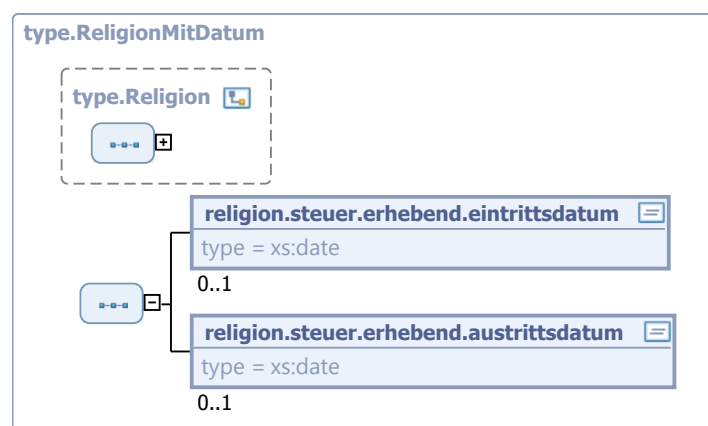 type.ReligionMitDatum
type.Religion
religion.steuer.erhebend.eintrittsdatum
type = xs:date
0..1
religion.steuer.erhebend.austrittsdatum
type = xs:date
0..1